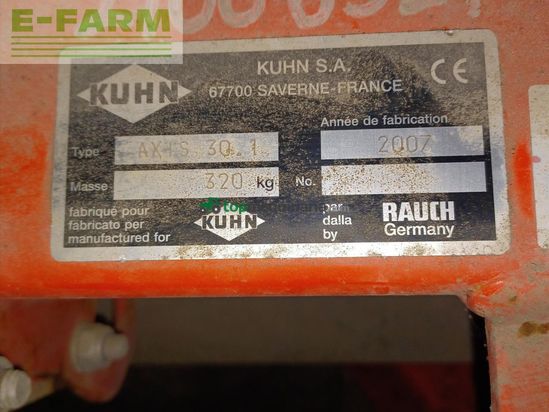 E-FARM
KUHN
KUHN S.A.
67700 SAVERNE-FRANCE
CE
Année de fabrication
Type AXIS 30.1 2007
Masse 320 kg No.
fabriqué pour
fabricato per
manufactured for
KUHN
par
dalla
by
RAUCH
Germany